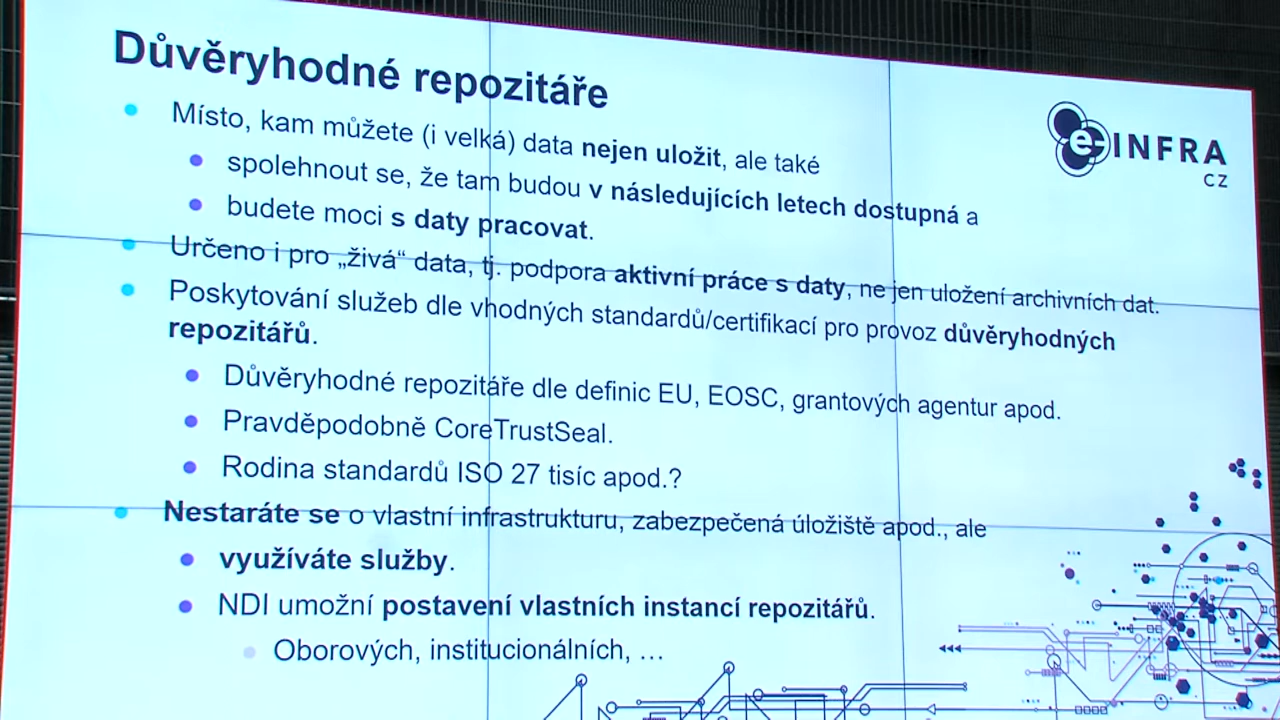 Důvěryhodné repozitáře
Místo, kam můžete (i velká) data nejen uložit, ale také
spolehnout se, že tam budou v následujících letech dostupná a
budete moci s daty pracovat.
Určeno i pro „živá“ data, tj. podpora aktivní práce s daty, ne jen uložení archivních dat.
Poskytování služeb dle vhodných standardů/certifikací pro provoz důvěryhodných
repozitářů.
Důvěryhodné repozitáře dle definic EU, EOSC, grantových agentur apod.
Pravděpodobně CoreTrustSeal.
Rodina standardů ISO 27 tisíc apod.?
Nestaráte se o vlastní infrastrukturu, zabezpečená úložiště apod., ale
využíváte služby.
NDI umožní postavení vlastních instancí repozitářů.
Oborových, institucionálních, …
e-INFRA
CZ